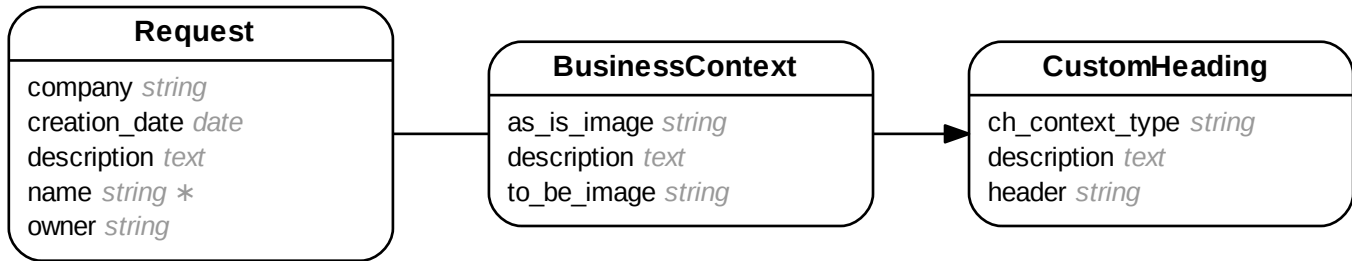 Request
company string
creation_date date
description text
name string ∗
owner string
BusinessContext
as_is_image string
description text
to_be_image string
CustomHeading
ch_context_type string
description text
header string